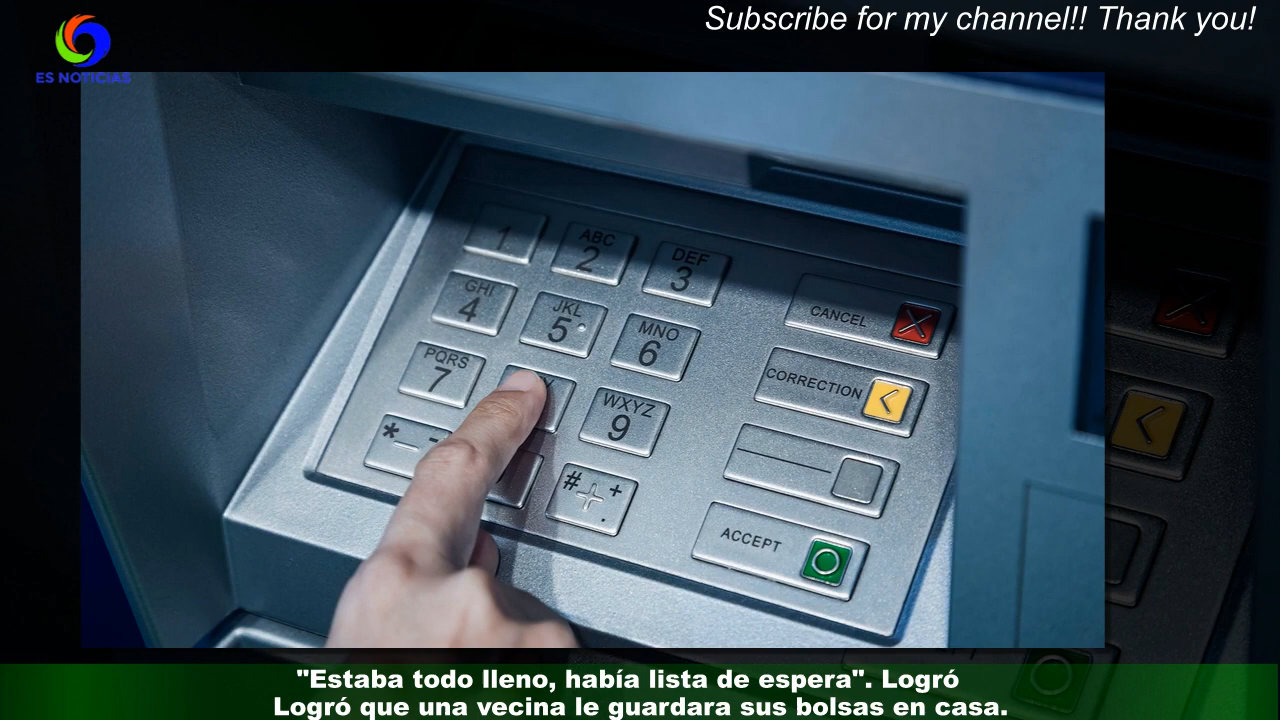 Subscribe for my channel!! Thank you!
ES NOTICIAS
1
ABC
2
DEF
3
GHI
4
JKL
5
MNO
6
PQRS
7
WXYZ
9
*
#
+
CANCEL
CORRECTION
ACCEPT
"Estaba todo lleno, había lista de espera". Logró
Logró que una vecina le guardara sus bolsas en casa.